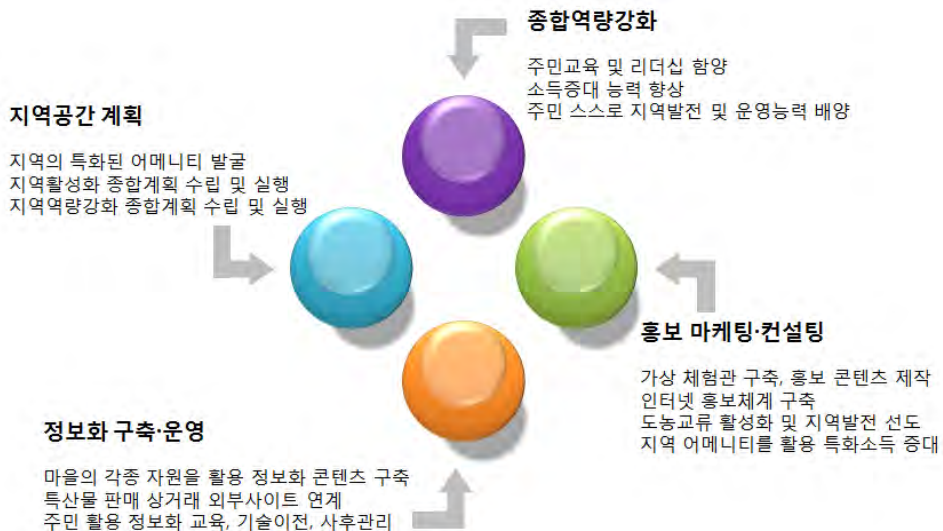 종합역량강화
주민교육 및 리더십 함양
소득증대 능력 향상
주민 스스로 지역발전 및 운영능력 배양
지역공간 계획
지역의 특화된 어메니티 발굴
지역활성화 종합계획 수립 및 실행
지역역량강화 종합계획 수립 및 실행
홍보 마케팅·컨설팅
가상 체험관 구축, 홍보 콘텐츠 제작
인터넷 홍보체계 구축
도농교류 활성화 및 지역발전 선도
지역 어메니티를 활용 특화소득 증대
정보화 구축·운영
마을의 각종 자원을 활용 정보화 콘텐츠 구축
특산물 판매 상거래 외부사이트 연계
주민 활용 정보화 교육, 기술이전, 사후관리